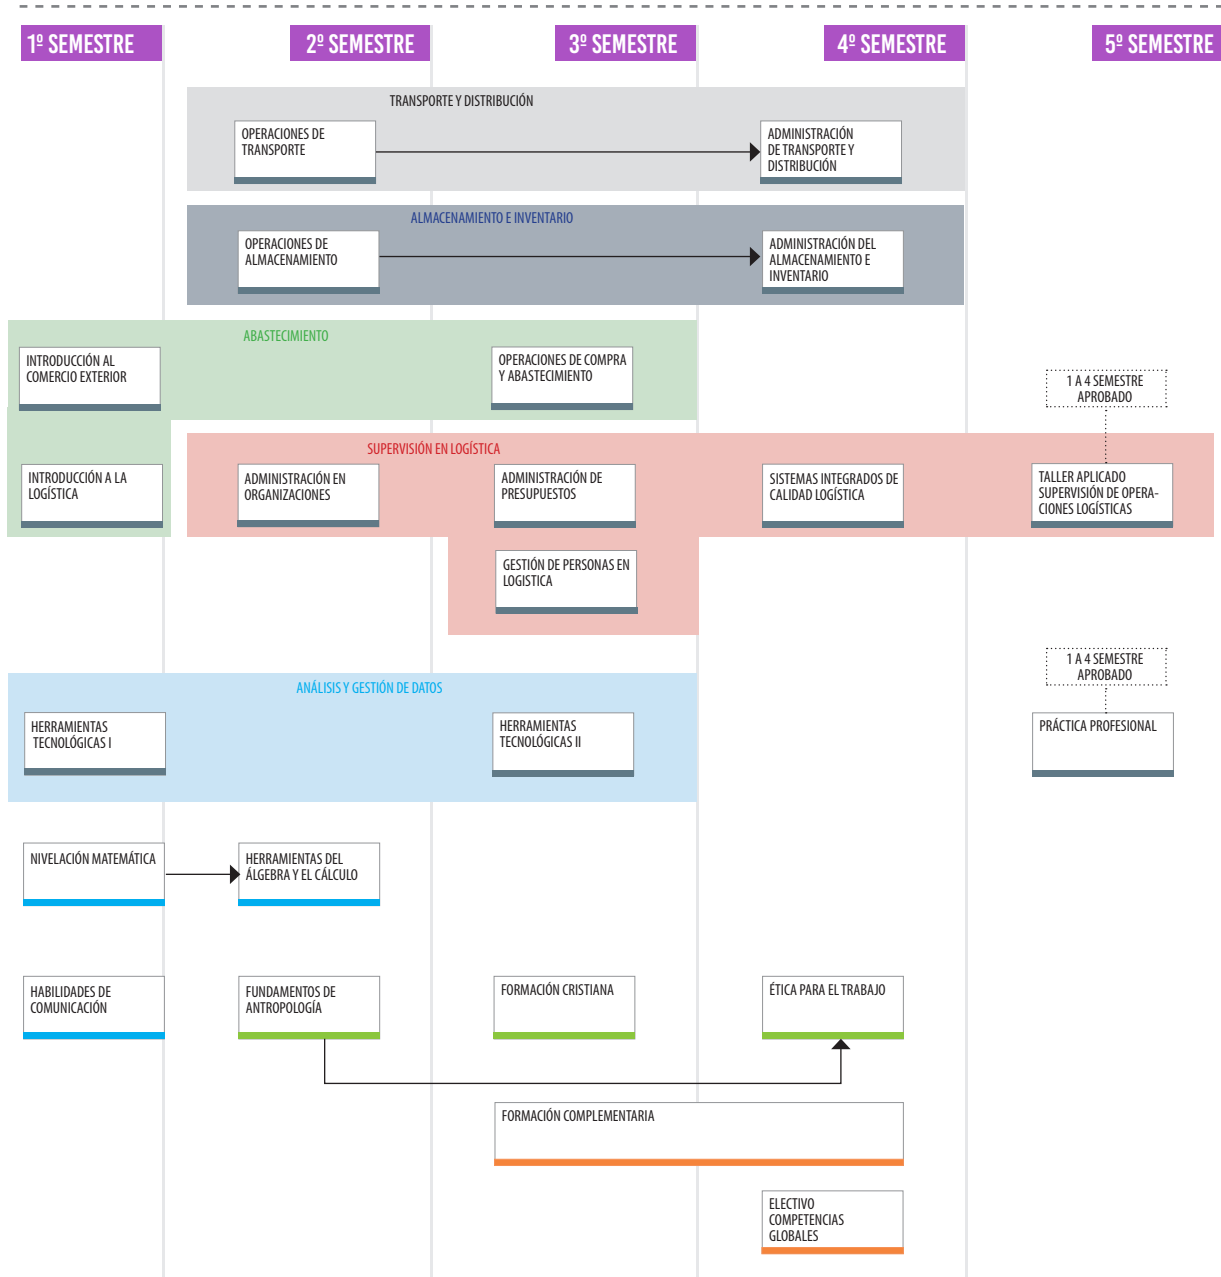 1º SEMESTRE
2º SEMESTRE
3º SEMESTRE
4º SEMESTRE
5º SEMESTRE
TRANSPORTE Y DISTRIBUCIÓN
OPERACIONES DE
TRANSPORTE
ADMINISTRACIÓN
DE TRANSPORTE Y
DISTRIBUCIÓN
ALMACENAMIENTO E INVENTARIO
OPERACIONES DE
ALMACENAMIENTO
ADMINISTRACIÓN DEL
ALMACENAMIENTO E
INVENTARIO
ABASTECIMIENTO
INTRODUCCIÓN AL
COMERCIO EXTERIOR
OPERACIONES DE COMPRA
Y ABASTECIMIENTO
1 A 4 SEMESTRE
APROBADO
SUPERVISIÓN EN LOGÍSTICA
INTRODUCCIÓN A LA
LOGÍSTICA
ADMINISTRACIÓN EN
ORGANIZACIONES
ADMINISTRACIÓN DE
PRESUPUESTOS
SISTEMAS INTEGRADOS DE
CALIDAD LOGÍSTICA
TALLER APLICADO
SUPERVISIÓN DE OPERA-
CIONES LOGÍSTICAS
GESTIÓN DE PERSONAS EN
LOGISTICA
1 A 4 SEMESTRE
APROBADO
ANÁLISIS Y GESTIÓN DE DATOS
HERRAMIENTAS
TECNOLÓGICAS I
HERRAMIENTAS
TECNOLÓGICAS II
PRÁCTICA PROFESIONAL
NIVELACIÓN MATEMÁTICA
HERRAMIENTAS DEL
ÁLGEBRA Y EL CÁLCULO
HABILIDADES DE
COMUNICACIÓN
FUNDAMENTOS DE
ANTROPOLOGÍA
FORMACIÓN CRISTIANA
ÉTICA PARA EL TRABAJO
FORMACIÓN COMPLEMENTARIA
ELECTIVO
COMPETENCIAS
GLOBALES